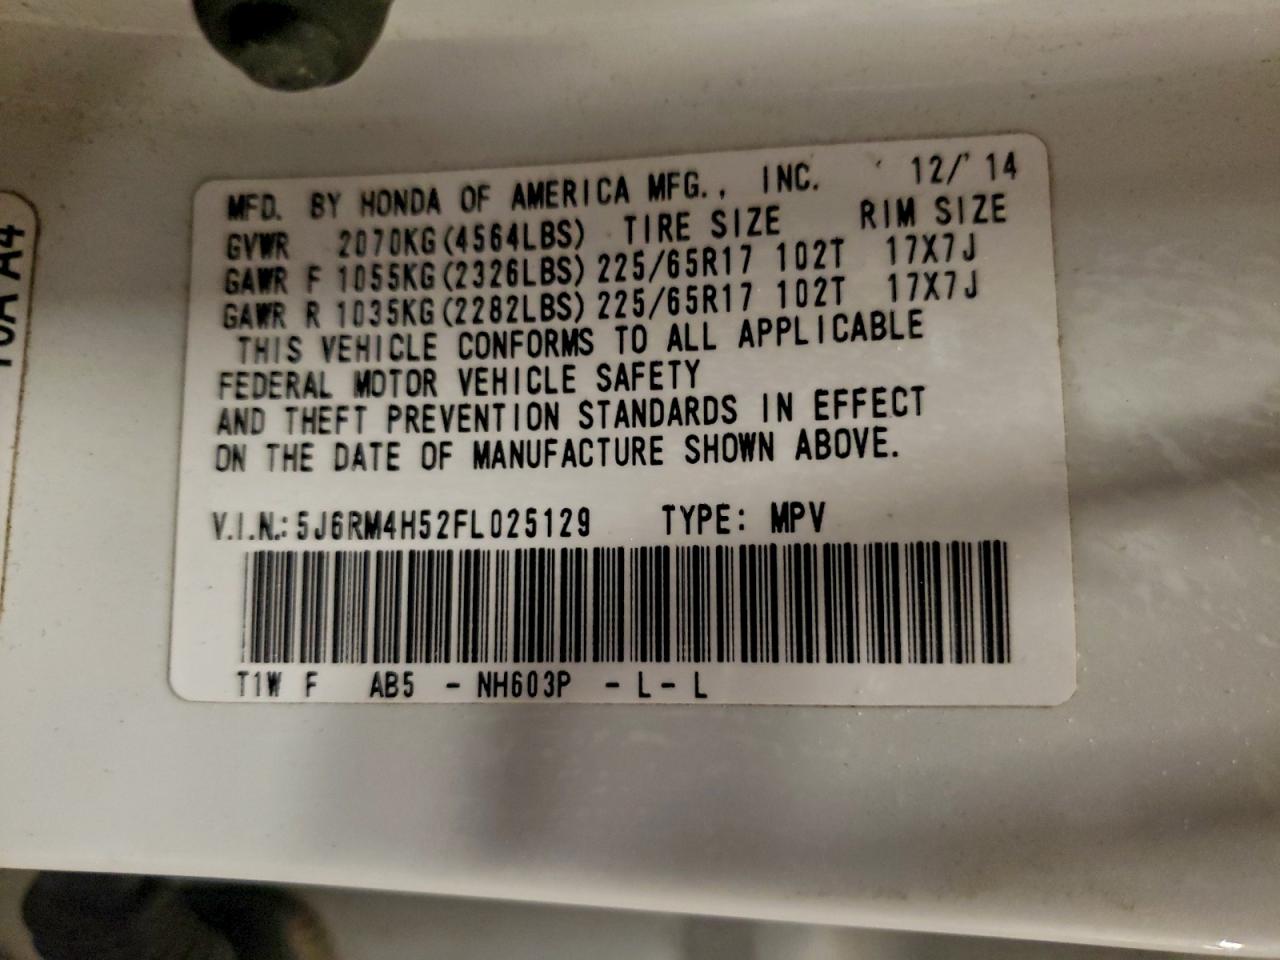 MFD. BY HONDA OF AMERICA MFG., INC. 12/'14
GVWR 2070KG(4564LBS) TIRE SIZE RIM SIZE
GAWR F 1055KG(2326LBS) 225/65R17 102T 17X7J
GAWR R 1035KG(2282LBS) 225/65R17 102T 17X7J
THIS VEHICLE CONFORMS TO ALL APPLICABLE
FEDERAL MOTOR VEHICLE SAFETY
AND THEFT PREVENTION STANDARDS IN EFFECT
ON THE DATE OF MANUFACTURE SHOWN ABOVE.
V.I.N.: 5J6RM4H52FL025129 TYPE: MPV
T1W F AB5 - NH603P - L - L
A4